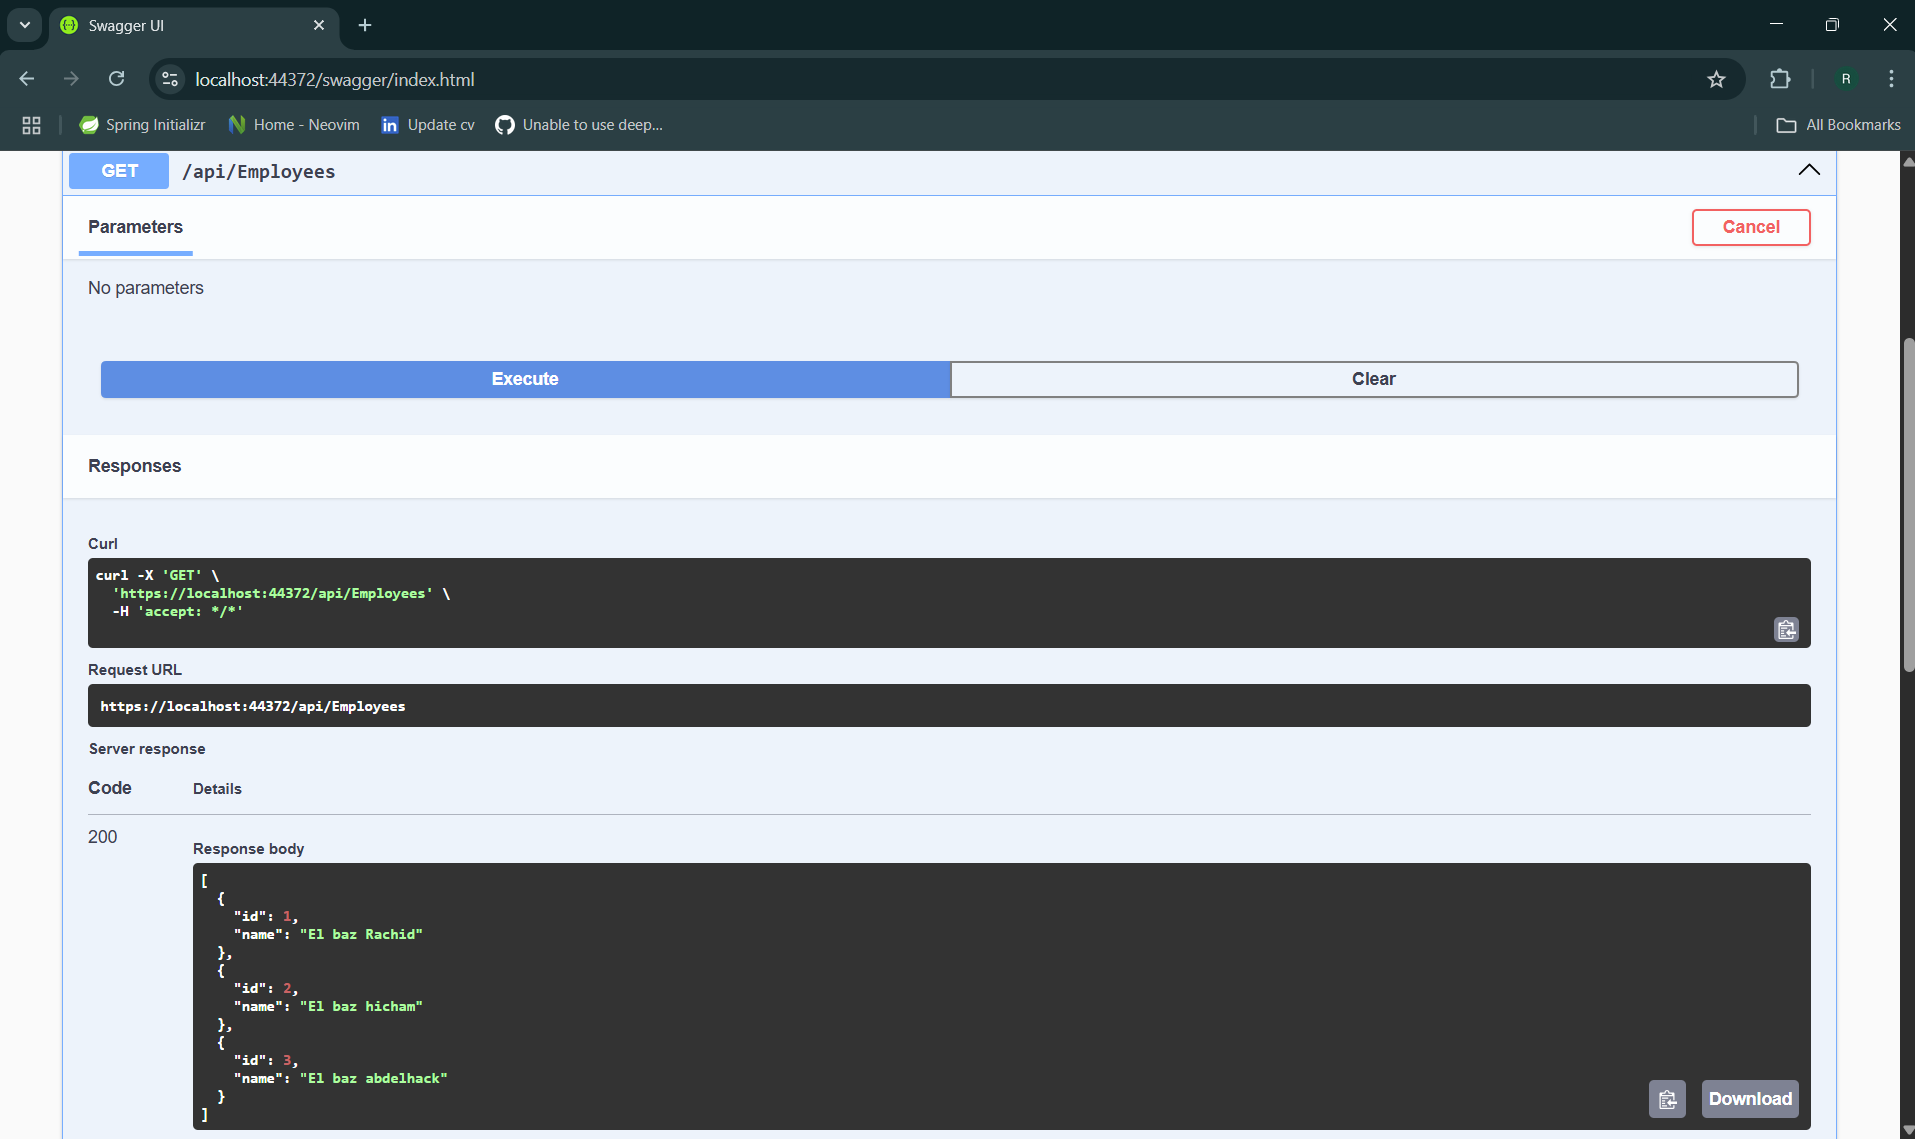 Swagger UI
localhost:44372/swagger/index.html
R
Spring Initializr
Home - Neovim
in Update cv
Unable to use deep...
All Bookmarks
GET /api/Employees
Parameters
Cancel
No parameters
Execute
Clear
Responses
Curl
curl -X 'GET' \
'https://localhost:44372/api/Employees' \
-H 'accept: */*'
Request URL
https://localhost:44372/api/Employees
Server response
Code Details
200
Response body
[
{
"id": 1,
"name": "El baz Rachid"
},
{
"id": 2,
"name": "El baz hicham"
},
{
"id": 3,
"name": "El baz abdelhack"
}
]
Download